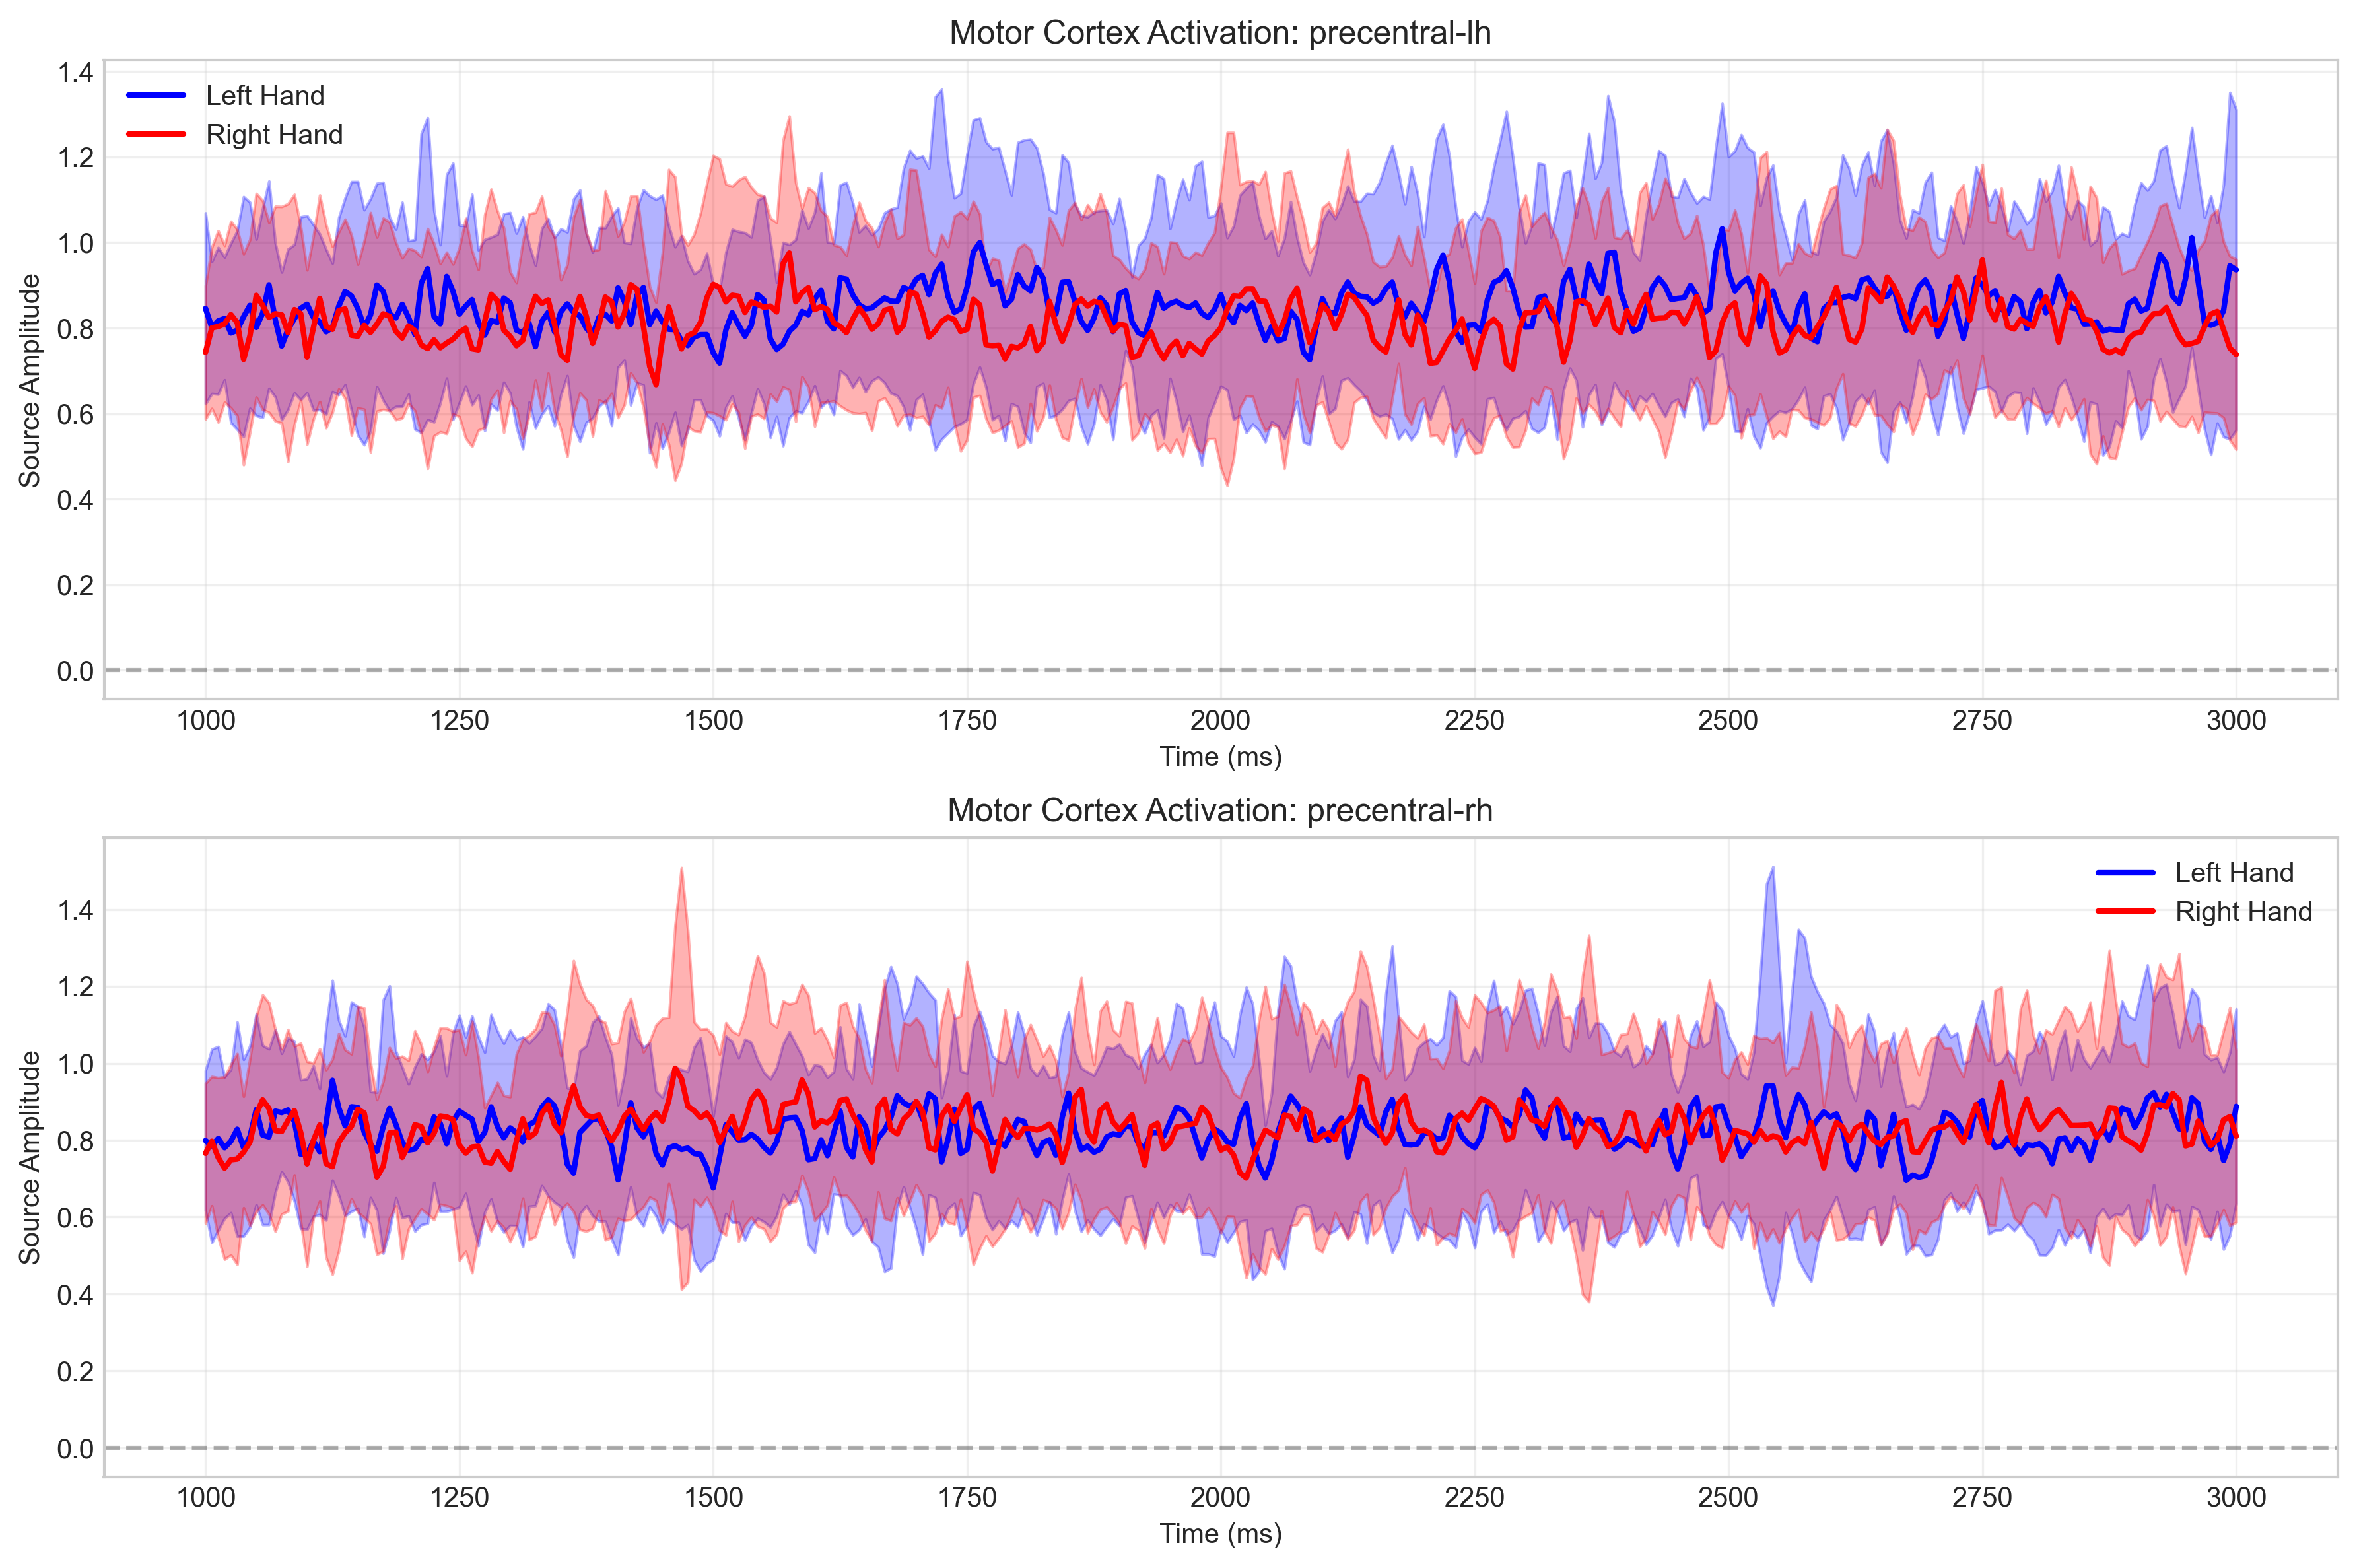 Motor Cortex Activation: precentral-lh
1.4
1.2
1.0
0.8
0.6
0.4
0.2
0.0
Source Amplitude
Left Hand
Right Hand
1000 1250 1500 1750 2000 2250 2500 2750 3000
Time (ms)
Motor Cortex Activation: precentral-rh
1.4
1.2
1.0
0.8
0.6
0.4
0.2
0.0
Source Amplitude
Left Hand
Right Hand
1000 1250 1500 1750 2000 2250 2500 2750 3000
Time (ms)